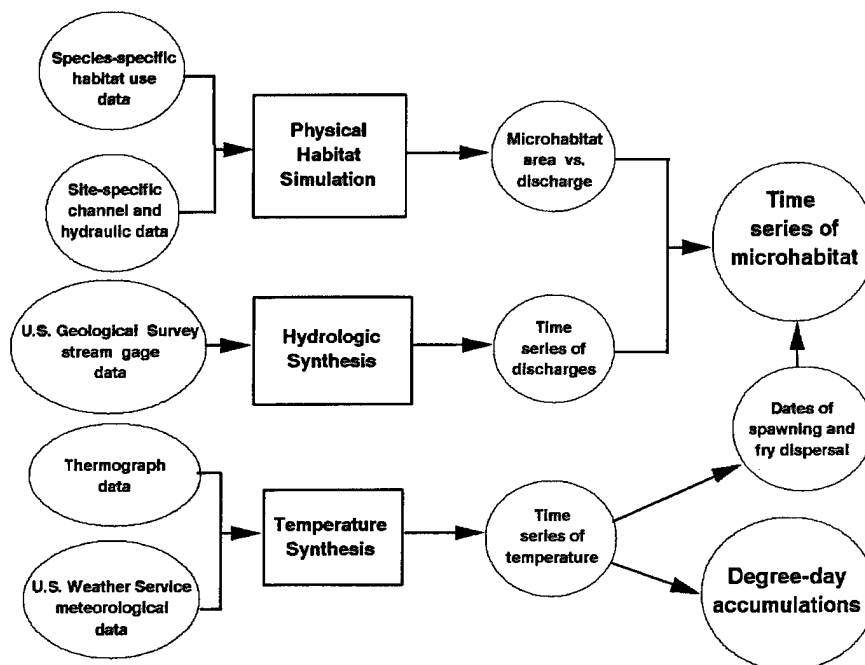 Species-specific
habitat use
data
Site-specific
channel and
hydraulic data
Physical
Habitat
Simulation
Microhabitat
area vs.
discharge
Time
series of
microhabitat
U.S. Geological Survey
stream gage
data
Hydrologic
Synthesis
Time
series of
discharges
Dates of
spawning and
fry dispersal
Thermograph
data
U.S. Weather Service
meteorological
data
Temperature
Synthesis
Time
series of
temperature
Degree-day
accumulations